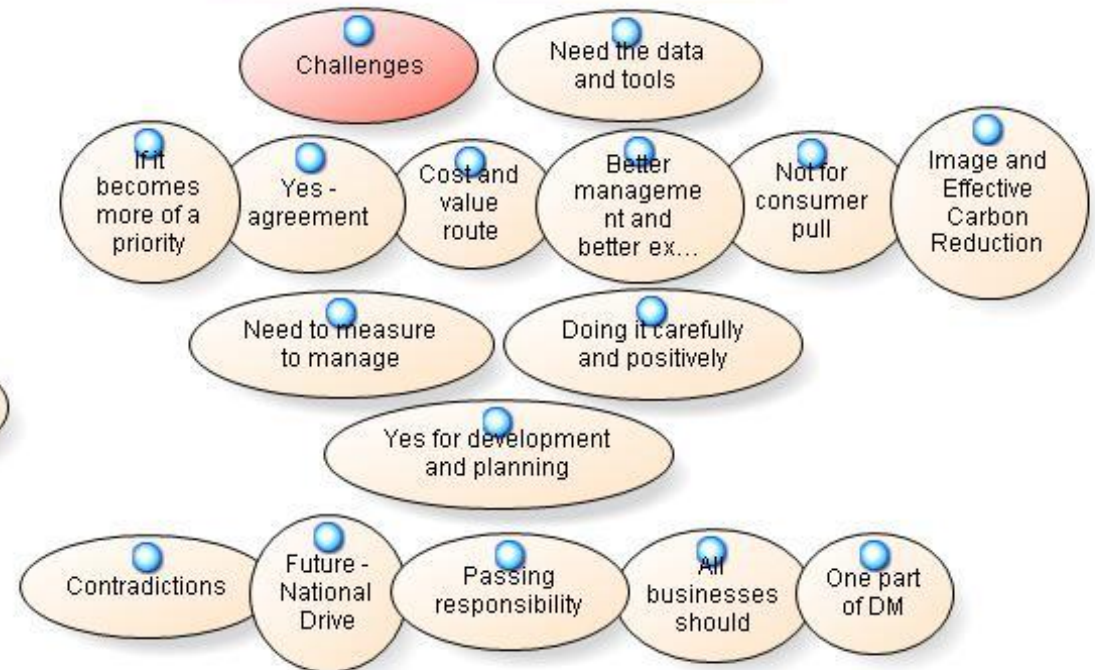 Challenges
Need the data
and tools
If it
becomes
more of a
priority
Yes -
agreement
Cost and
value
route
Better
manageme
nt and
better ex...
Not for
consumer
pull
Image and
Effective
Carbon
Reduction
Need to measure
to manage
Doing it carefully
and positively
Yes for development
and planning
Contradictions
Future -
National
Drive
Passing
responsibility
All
businesses
should
One part
of DM